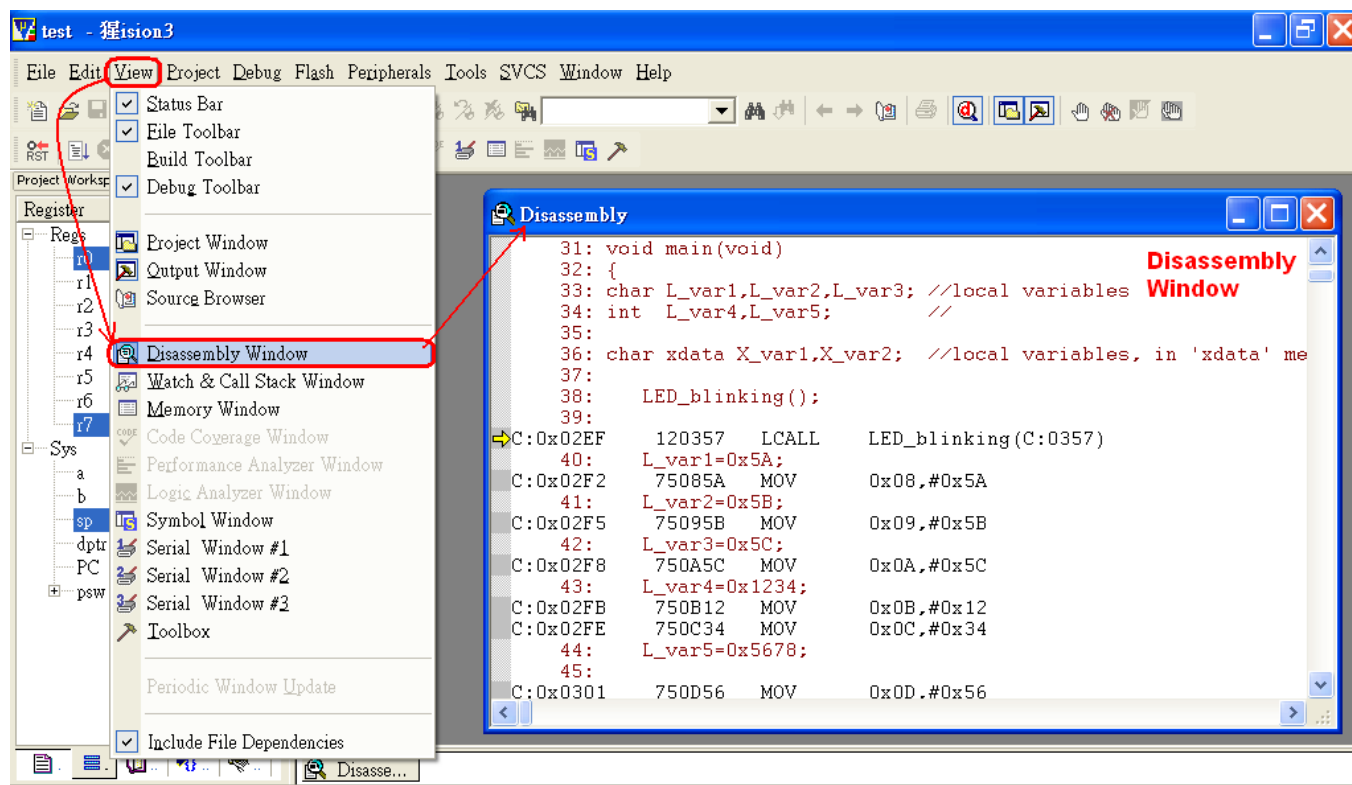 test - 猩ision3
File Edit View Project Debug Flash Peripherals Tools SVCS Window Help
RST
Project Worksp
Register
Regs
r0
r1
r2
r3
r4
r5
r6
r7
Sys
a
b
sp
dptr
PC
psw
Status Bar
File Toolbar
Build Toolbar
Debug Toolbar
Project Window
Output Window
Source Browser
Disassembly Window
Watch & Call Stack Window
Memory Window
CODE Code Coverage Window
Performance Analyzer Window
Logic Analyzer Window
Symbol Window
Serial Window #1
Serial Window #2
Serial Window #3
Toolbox
Periodic Window Update
Include File Dependencies
Disassembly
Disassembly
Window
31: void main(void)
32: {
33: char L_var1,L_var2,L_var3; //local variables
34: int L_var4,L_var5; //
35:
36: char xdata X_var1,X_var2; //local variables, in 'xdata' me
37:
38: LED_blinking();
39:
C:0x02EF 120357 LCALL LED_blinking(C:0357)
40: L_var1=0x5A;
C:0x02F2 75085A MOV 0x08,#0x5A
41: L_var2=0x5B;
C:0x02F5 75095B MOV 0x09,#0x5B
42: L_var3=0x5C;
C:0x02F8 750A5C MOV 0x0A,#0x5C
43: L_var4=0x1234;
C:0x02FB 750B12 MOV 0x0B,#0x12
C:0x02FE 750C34 MOV 0x0C,#0x34
44: L_var5=0x5678;
45:
C:0x0301 750D56 MOV 0x0D,#0x56
Disasse...